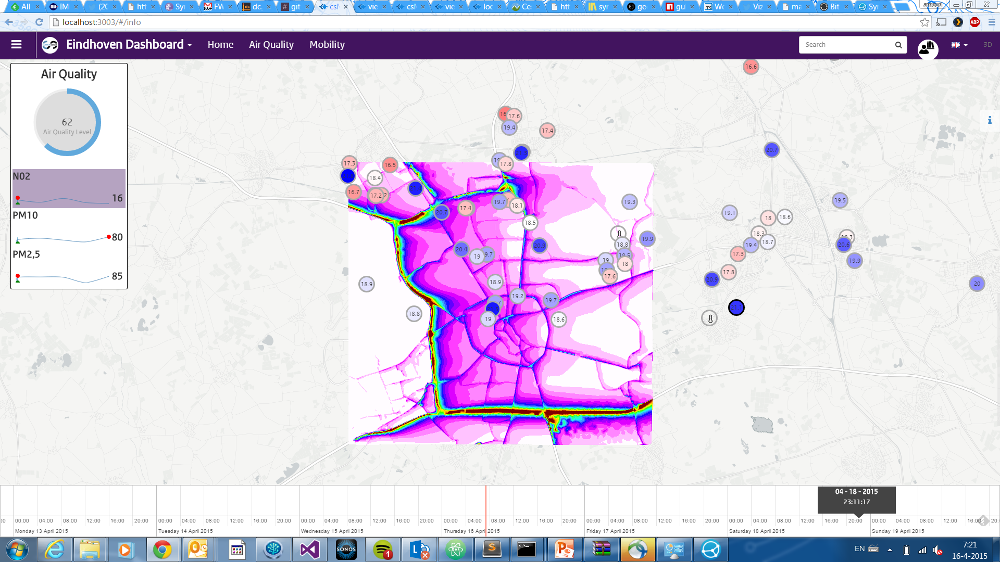 All
IM
(20
htt
Syr
FW
dc.
git
csl
vie
csl
vie
loc
Ce
htt
syr
ge
gu
We
Viz
ma
Bit
Syr
arnoud
localhost:3003/#/info
ABP
Eindhoven Dashboard
Home
Air Quality
Mobility
Search
3D
Air Quality
62
Air Quality Level
N02
16
PM10
80
PM2,5
85
16.6
17.6
19.4
17.4
20.7
17.3
16.5
17.8
18.4
16.7
17.2
19.3
19.5
19.7
18.1
17.4
20.7
19.1
18
18.6
18.5
18.3
19.9
20.9
18.8
19.4
18.7
20.6
20.4
19
17.3
19
18
19.9
17.6
17.8
20.9
18.9
18.9
20
19.2
19.7
18.8
19
18.6
04 - 18 - 2015
23:11:17
00:00 04:00 08:00 12:00 16:00 20:00 00:00 04:00 08:00 12:00 16:00 20:00 00:00 04:00 08:00 12:00 16:00 20:00 00:00 04:00 08:00 12:00 16:00 20:00 00:00 04:00 08:00 12:00 16:00 20:00 00:00 04:00 08:00 12:00 16:00 20:00 00:00 04:00 08:00 12:00 16:00
Monday 13 April 2015
Tuesday 14 April 2015
Wednesday 15 April 2015
Thursday 16 April 2015
Friday 17 April 2015
Saturday 18 April 2015
Sunday 19 April 2015
SONOS
1
EN
7:21
16-4-2015